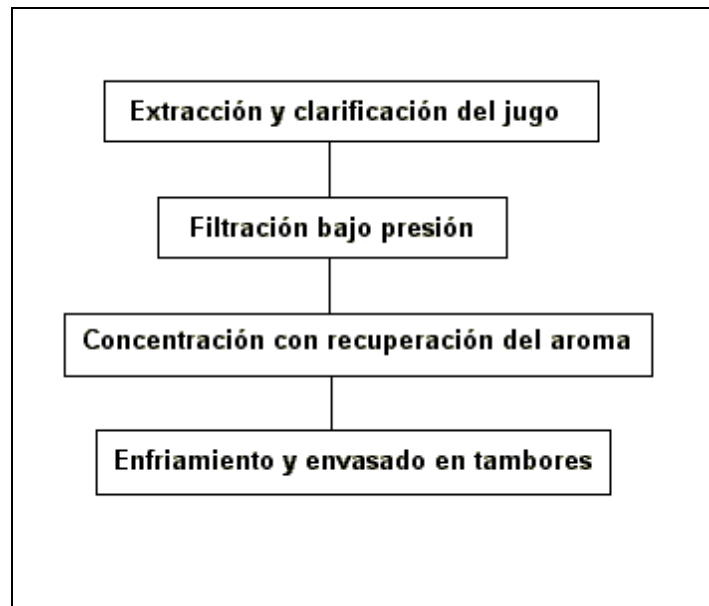 Extracción y clarificación del jugo
Filtración bajo presión
Concentración con recuperación del aroma
Enfriamiento y envasado en tambores